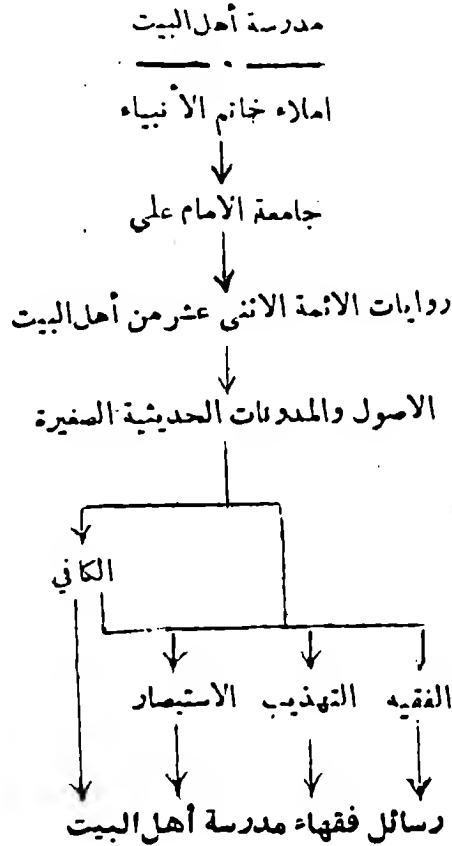 مدرسة أهل البيت
املاء خاتم الأنبياء
جامعة الامام علي
روايات الائمة الاثنى عشر من أهل البيت
الاصول والمدونات الحديثية الصغيرة
الكافي
الفقيه التهذيب الاستبصار
رسائل فقهاء مدرسة أهل البيت